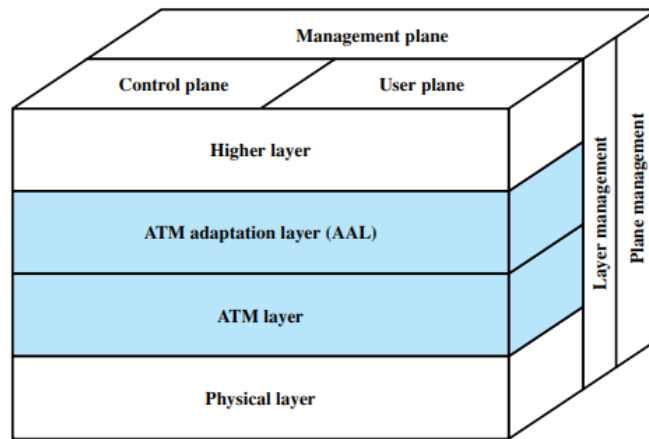 Management plane
Control plane
User plane
Higher layer
ATM adaptation layer (AAL)
ATM layer
Physical layer
Layer management
Plane management